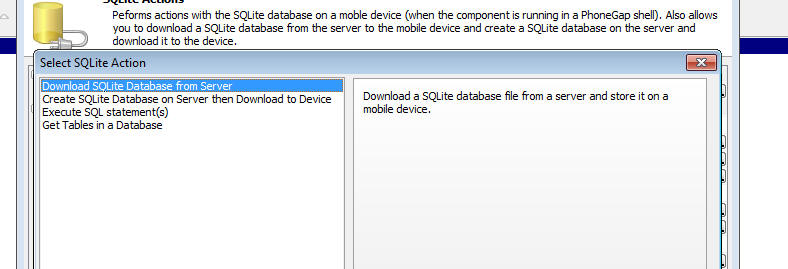 SQLite Actions
Peforms actions with the SQLite database on a moble device (when the component is running in a PhoneGap shell). Also allows
you to download a SQLite database from the server to the mobile device and create a SQLite database on the server and
download it to the device.
Select SQLite Action
Download SQLite Database from Server
Create SQLite Database on Server then Download to Device
Execute SQL statement(s)
Get Tables in a Database
Download a SQLite database file from a server and store it on a
mobile device.